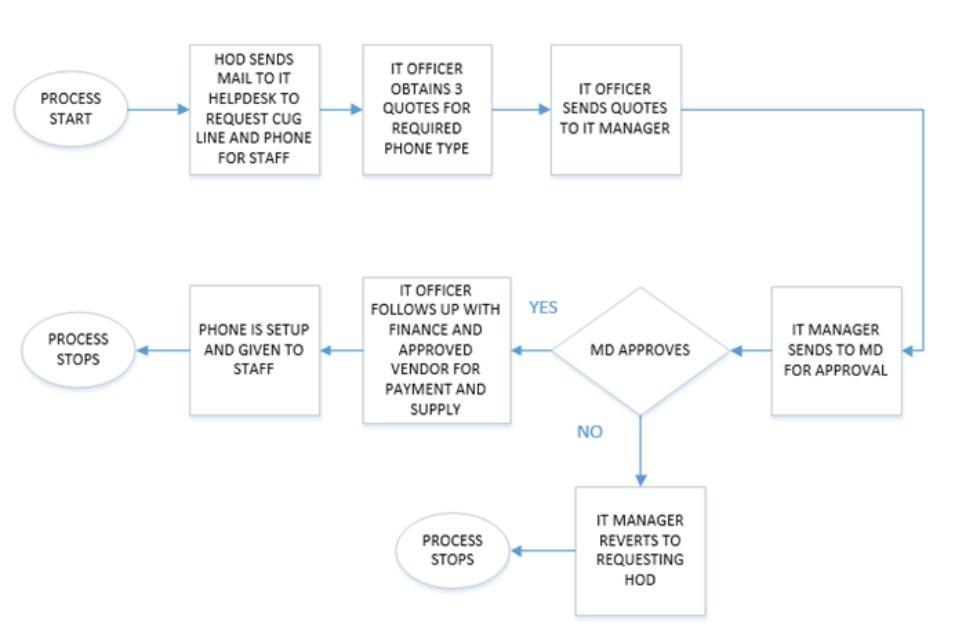 PROCESS
START
HOD SENDS
MAIL TO IT
HELPDESK TO
REQUEST CUG
LINE AND PHONE
FOR STAFF
IT OFFICER
OBTAINS 3
QUOTES FOR
REQUIRED
PHONE TYPE
IT OFFICER
SENDS QUOTES
TO IT MANAGER
IT MANAGER
SENDS TO MD
FOR APPROVAL
MD APPROVES
YES
IT OFFICER
FOLLOWS UP WITH
FINANCE AND
APPROVED
VENDOR FOR
PAYMENT AND
SUPPLY
PHONE IS SETUP
AND GIVEN TO
STAFF
PROCESS
STOPS
NO
IT MANAGER
REVERTS TO
REQUESTING
HOD
PROCESS
STOPS